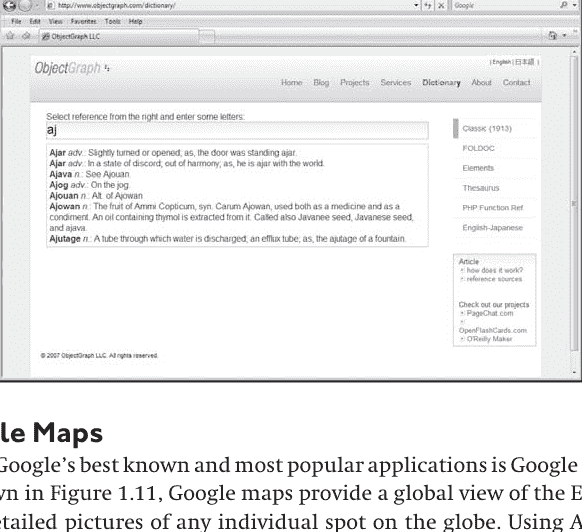 http://www.objectgraph.com/dictionary/
Google
File Edit View Favorites Tools Help
ObjectGraph LLC
ObjectGraph
| English | 日本語 |
Home Blog Projects Services Dictionary About Contact
Select reference from the right and enter some letters:
aj
Ajar adv.: Slightly turned or opened; as, the door was standing ajar.
Ajar adv.: In a state of discord; out of harmony; as, he is ajar with the world.
Ajava n.: See Ajouan.
Ajog adv.: On the jog.
Ajouan n.: Alt. of Ajowan
Ajowan n.: The fruit of Ammi Copticum, syn. Carum Ajowan, used both as a medicine and as a
condiment. An oil containing thymol is extracted from it. Called also Javanee seed, Javanese seed,
and ajava.
Ajutage n.: A tube through which water is discharged; an efflux tube; as, the ajutage of a fountain.
Classic (1913)
FOLDOC
Elements
Thesaurus
PHP Function Ref
English-Japanese
Article
how does it work?
reference sources
Check out our projects
PageChat.com
OpenFlashCards.com
O'Reilly Maker
© 2007 ObjectGraph LLC. All rights reserved.
le Maps
Google's best known and most popular applications is Google
wn in Figure 1.11, Google maps provide a global view of the E
etailed pictures of any individual spot on the globe. Using A